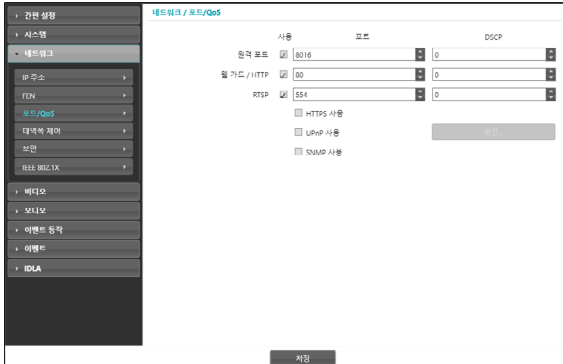 간편 설정
시스템
네트워크
IP 주소
FEN
포트/QoS
대역폭 제어
보안
IEEE 802.1X
비디오
오디오
이벤트 동작
이벤트
IDLA
네트워크 / 포트/QoS
사용 포트 DSCP
원격 포트 8016 0
웹 가드 / HTTP 80 0
RTSP 554 0
HTTPS 사용
UPnP 사용 확인...
SNMP 사용
저장